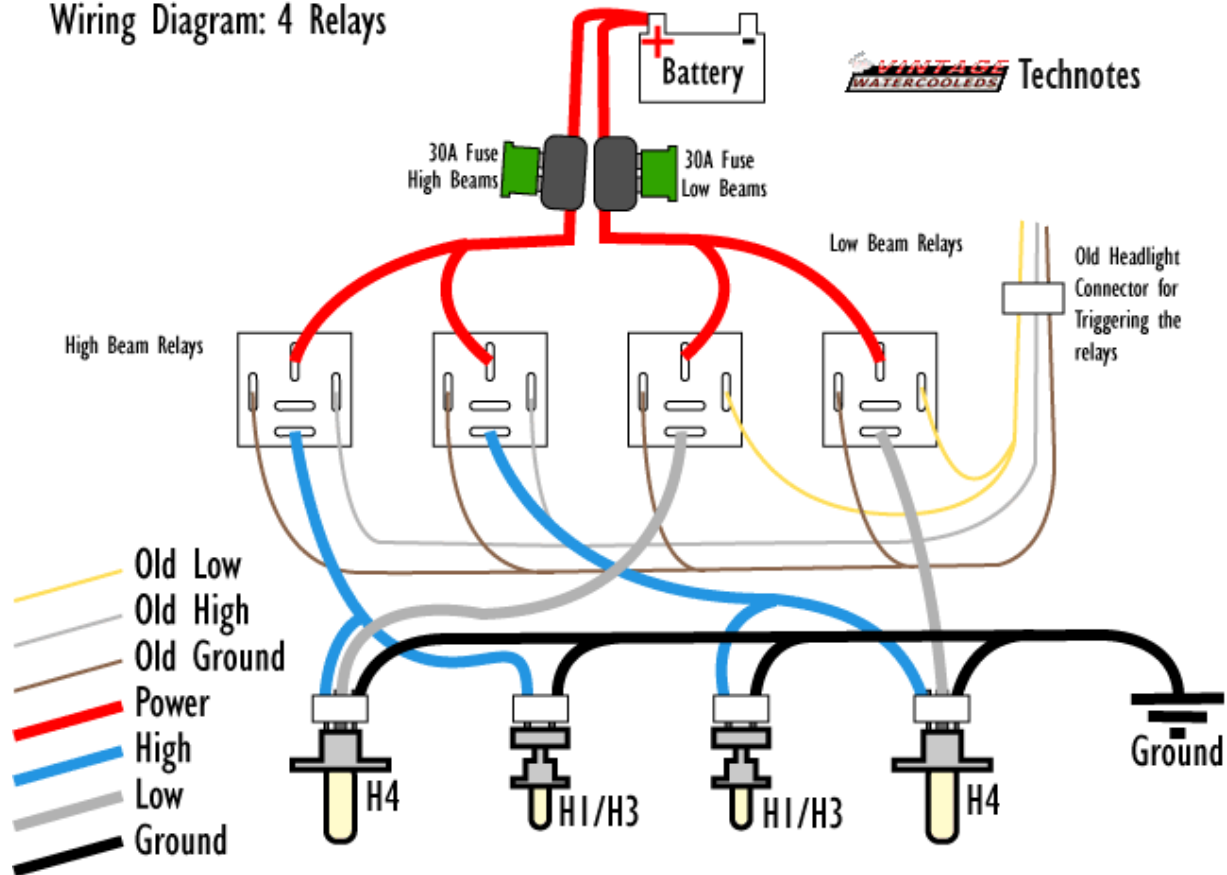 Wiring Diagram: 4 Relays
+
-
Battery
VINTAGE
WATERCOOLEDS
Technotes
30A Fuse
High Beams
30A Fuse
Low Beams
Low Beam Relays
Old Headlight
Connector for
Triggering the
relays
High Beam Relays
Old Low
Old High
Old Ground
Power
High
Low
Ground
H4
H1/H3
H1/H3
H4
Ground